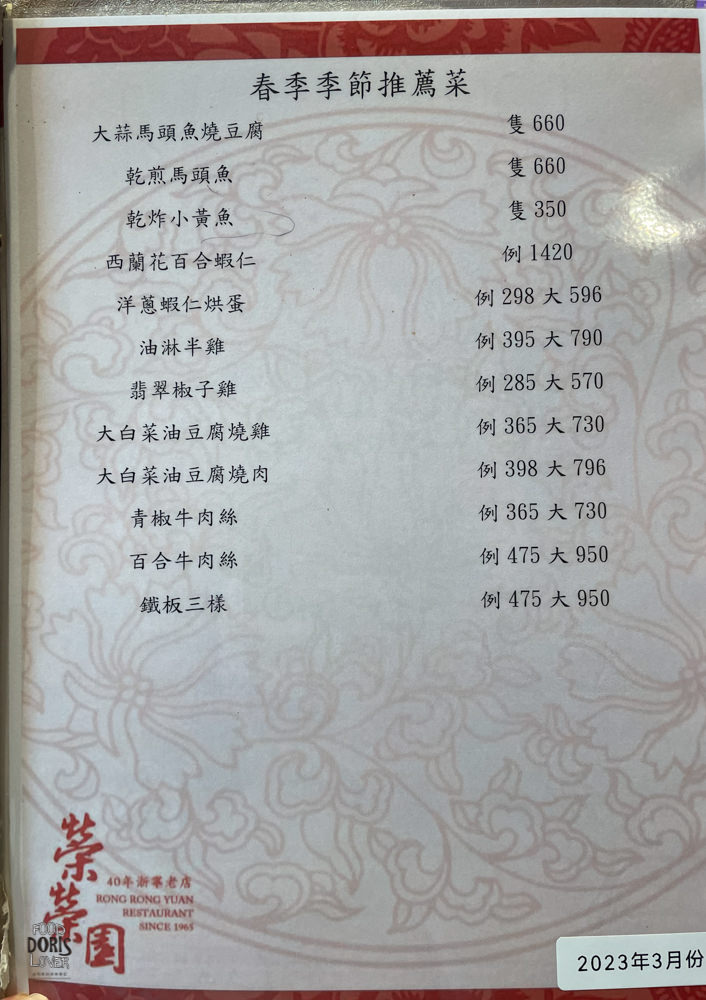 春季季節推薦菜
大蒜馬頭魚燒豆腐 隻 660
乾煎馬頭魚 隻 660
乾炸小黃魚 隻 350
西蘭花百合蝦仁 例 1420
洋蔥蝦仁烘蛋 例 298 大 596
油淋半雞 例 395 大 790
翡翠椒子雞 例 285 大 570
大白菜油豆腐燒雞 例 365 大 730
大白菜油豆腐燒肉 例 398 大 796
青椒牛肉絲 例 365 大 730
百合牛肉絲 例 475 大 950
鐵板三樣 例 475 大 950
榮榮園
40年浙寧老店
RONG RONG YUAN
RESTAURANT
SINCE 1965
FOOD
DORIS
LOVER
2023年3月份